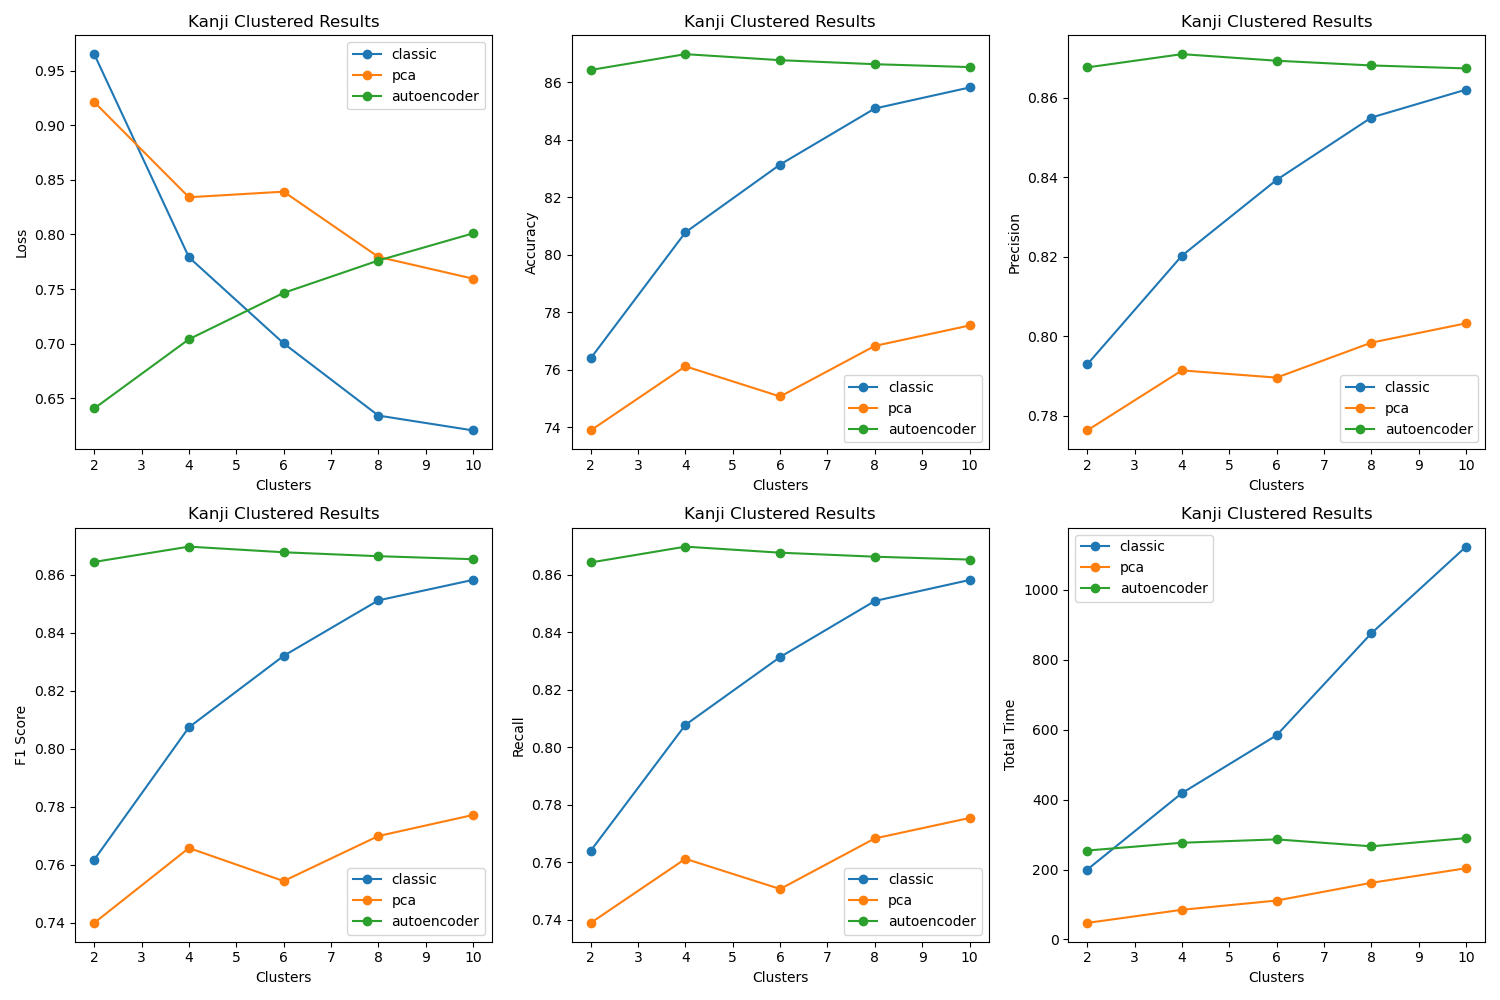 Kanji Clustered Results
Loss
0.95
0.90
0.85
0.80
0.75
0.70
0.65
classic
pca
autoencoder
2 3 4 5 6 7 8 9 10
Clusters
Kanji Clustered Results
Accuracy
86
84
82
80
78
76
74
classic
pca
autoencoder
2 3 4 5 6 7 8 9 10
Clusters
Kanji Clustered Results
Precision
0.86
0.84
0.82
0.80
0.78
classic
pca
autoencoder
2 3 4 5 6 7 8 9 10
Clusters
Kanji Clustered Results
F1 Score
0.86
0.84
0.82
0.80
0.78
0.76
0.74
classic
pca
autoencoder
2 3 4 5 6 7 8 9 10
Clusters
Kanji Clustered Results
Recall
0.86
0.84
0.82
0.80
0.78
0.76
0.74
classic
pca
autoencoder
2 3 4 5 6 7 8 9 10
Clusters
Kanji Clustered Results
Total Time
classic
pca
autoencoder
1000
800
600
400
200
0
2 3 4 5 6 7 8 9 10
Clusters